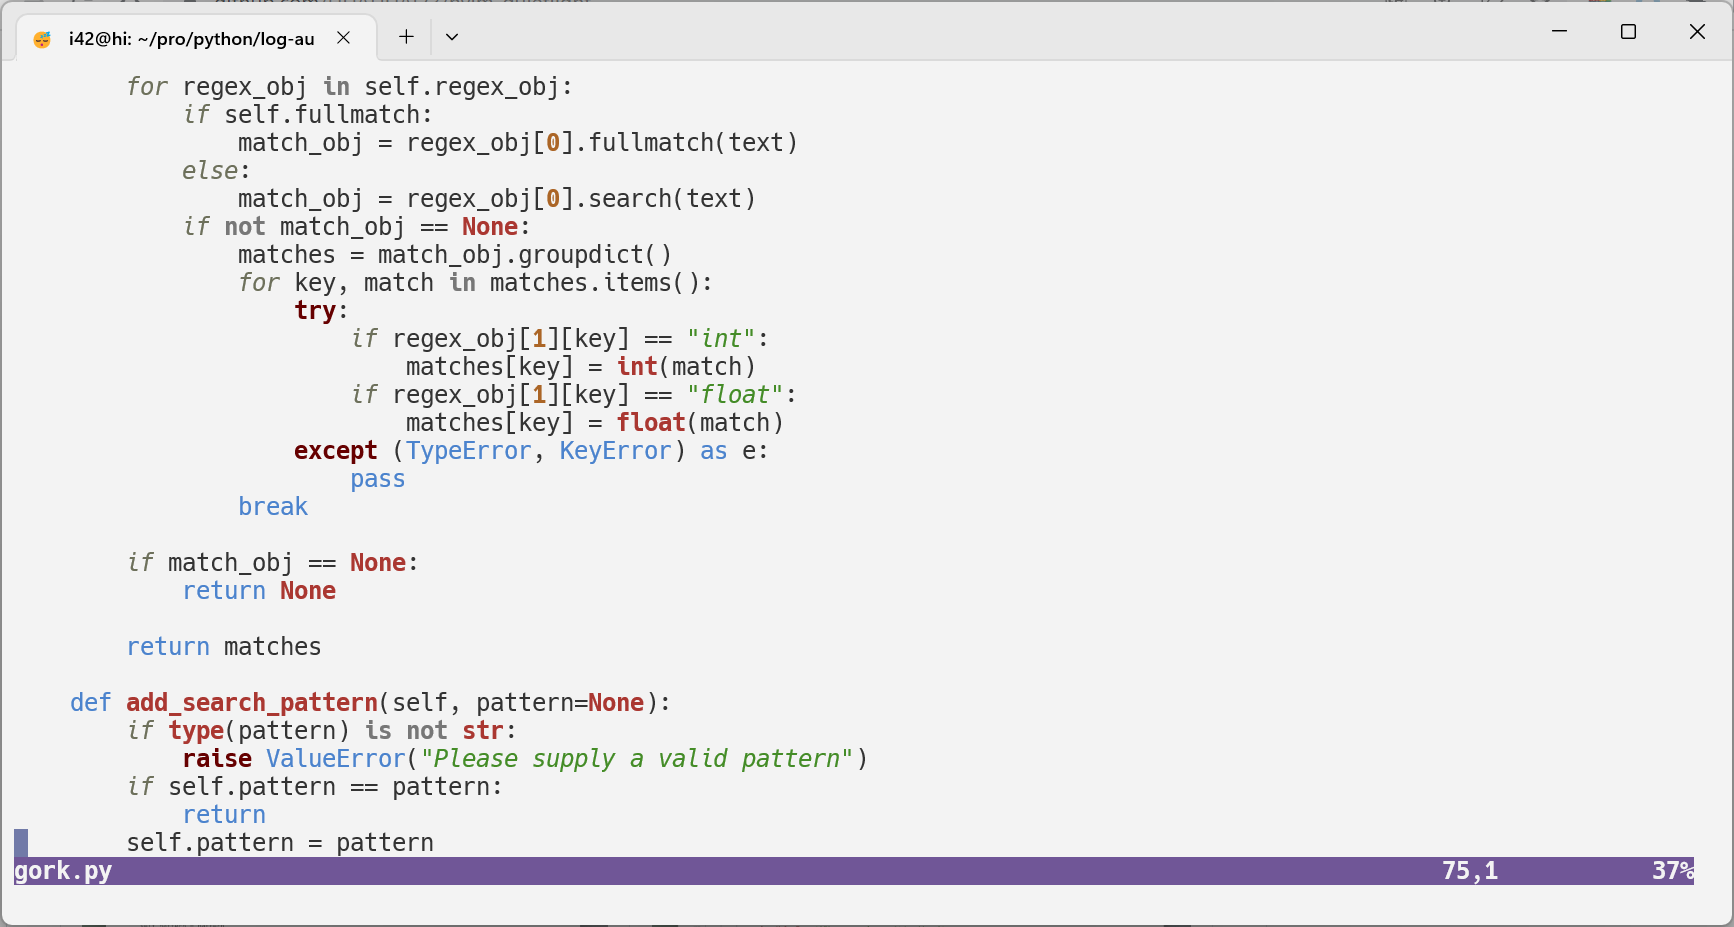 i42@hi: ~/pro/python/log-au
for regex_obj in self.regex_obj:
if self.fullmatch:
match_obj = regex_obj[0].fullmatch(text)
else:
match_obj = regex_obj[0].search(text)
if not match_obj == None:
matches = match_obj.groupdict()
for key, match in matches.items():
try:
if regex_obj[1][key] == "int":
matches[key] = int(match)
if regex_obj[1][key] == "float":
matches[key] = float(match)
except (TypeError, KeyError) as e:
pass
break
if match_obj == None:
return None
return matches
def add_search_pattern(self, pattern=None):
if type(pattern) is not str:
raise ValueError("Please supply a valid pattern")
if self.pattern == pattern:
return
self.pattern = pattern
gork.py 75,1 37%